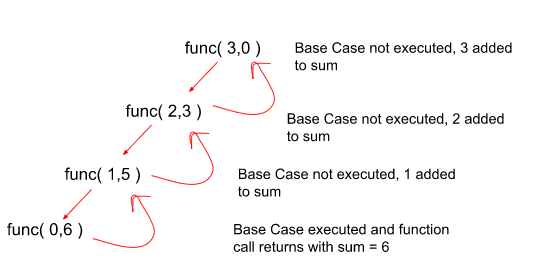 func( 3,0 )
Base Case not executed, 3 added
to sum
func( 2,3 )
Base Case not executed, 2 added
to sum
func( 1,5 )
Base Case not executed, 1 added
to sum
func( 0,6 )
Base Case executed and function
call returns with sum = 6